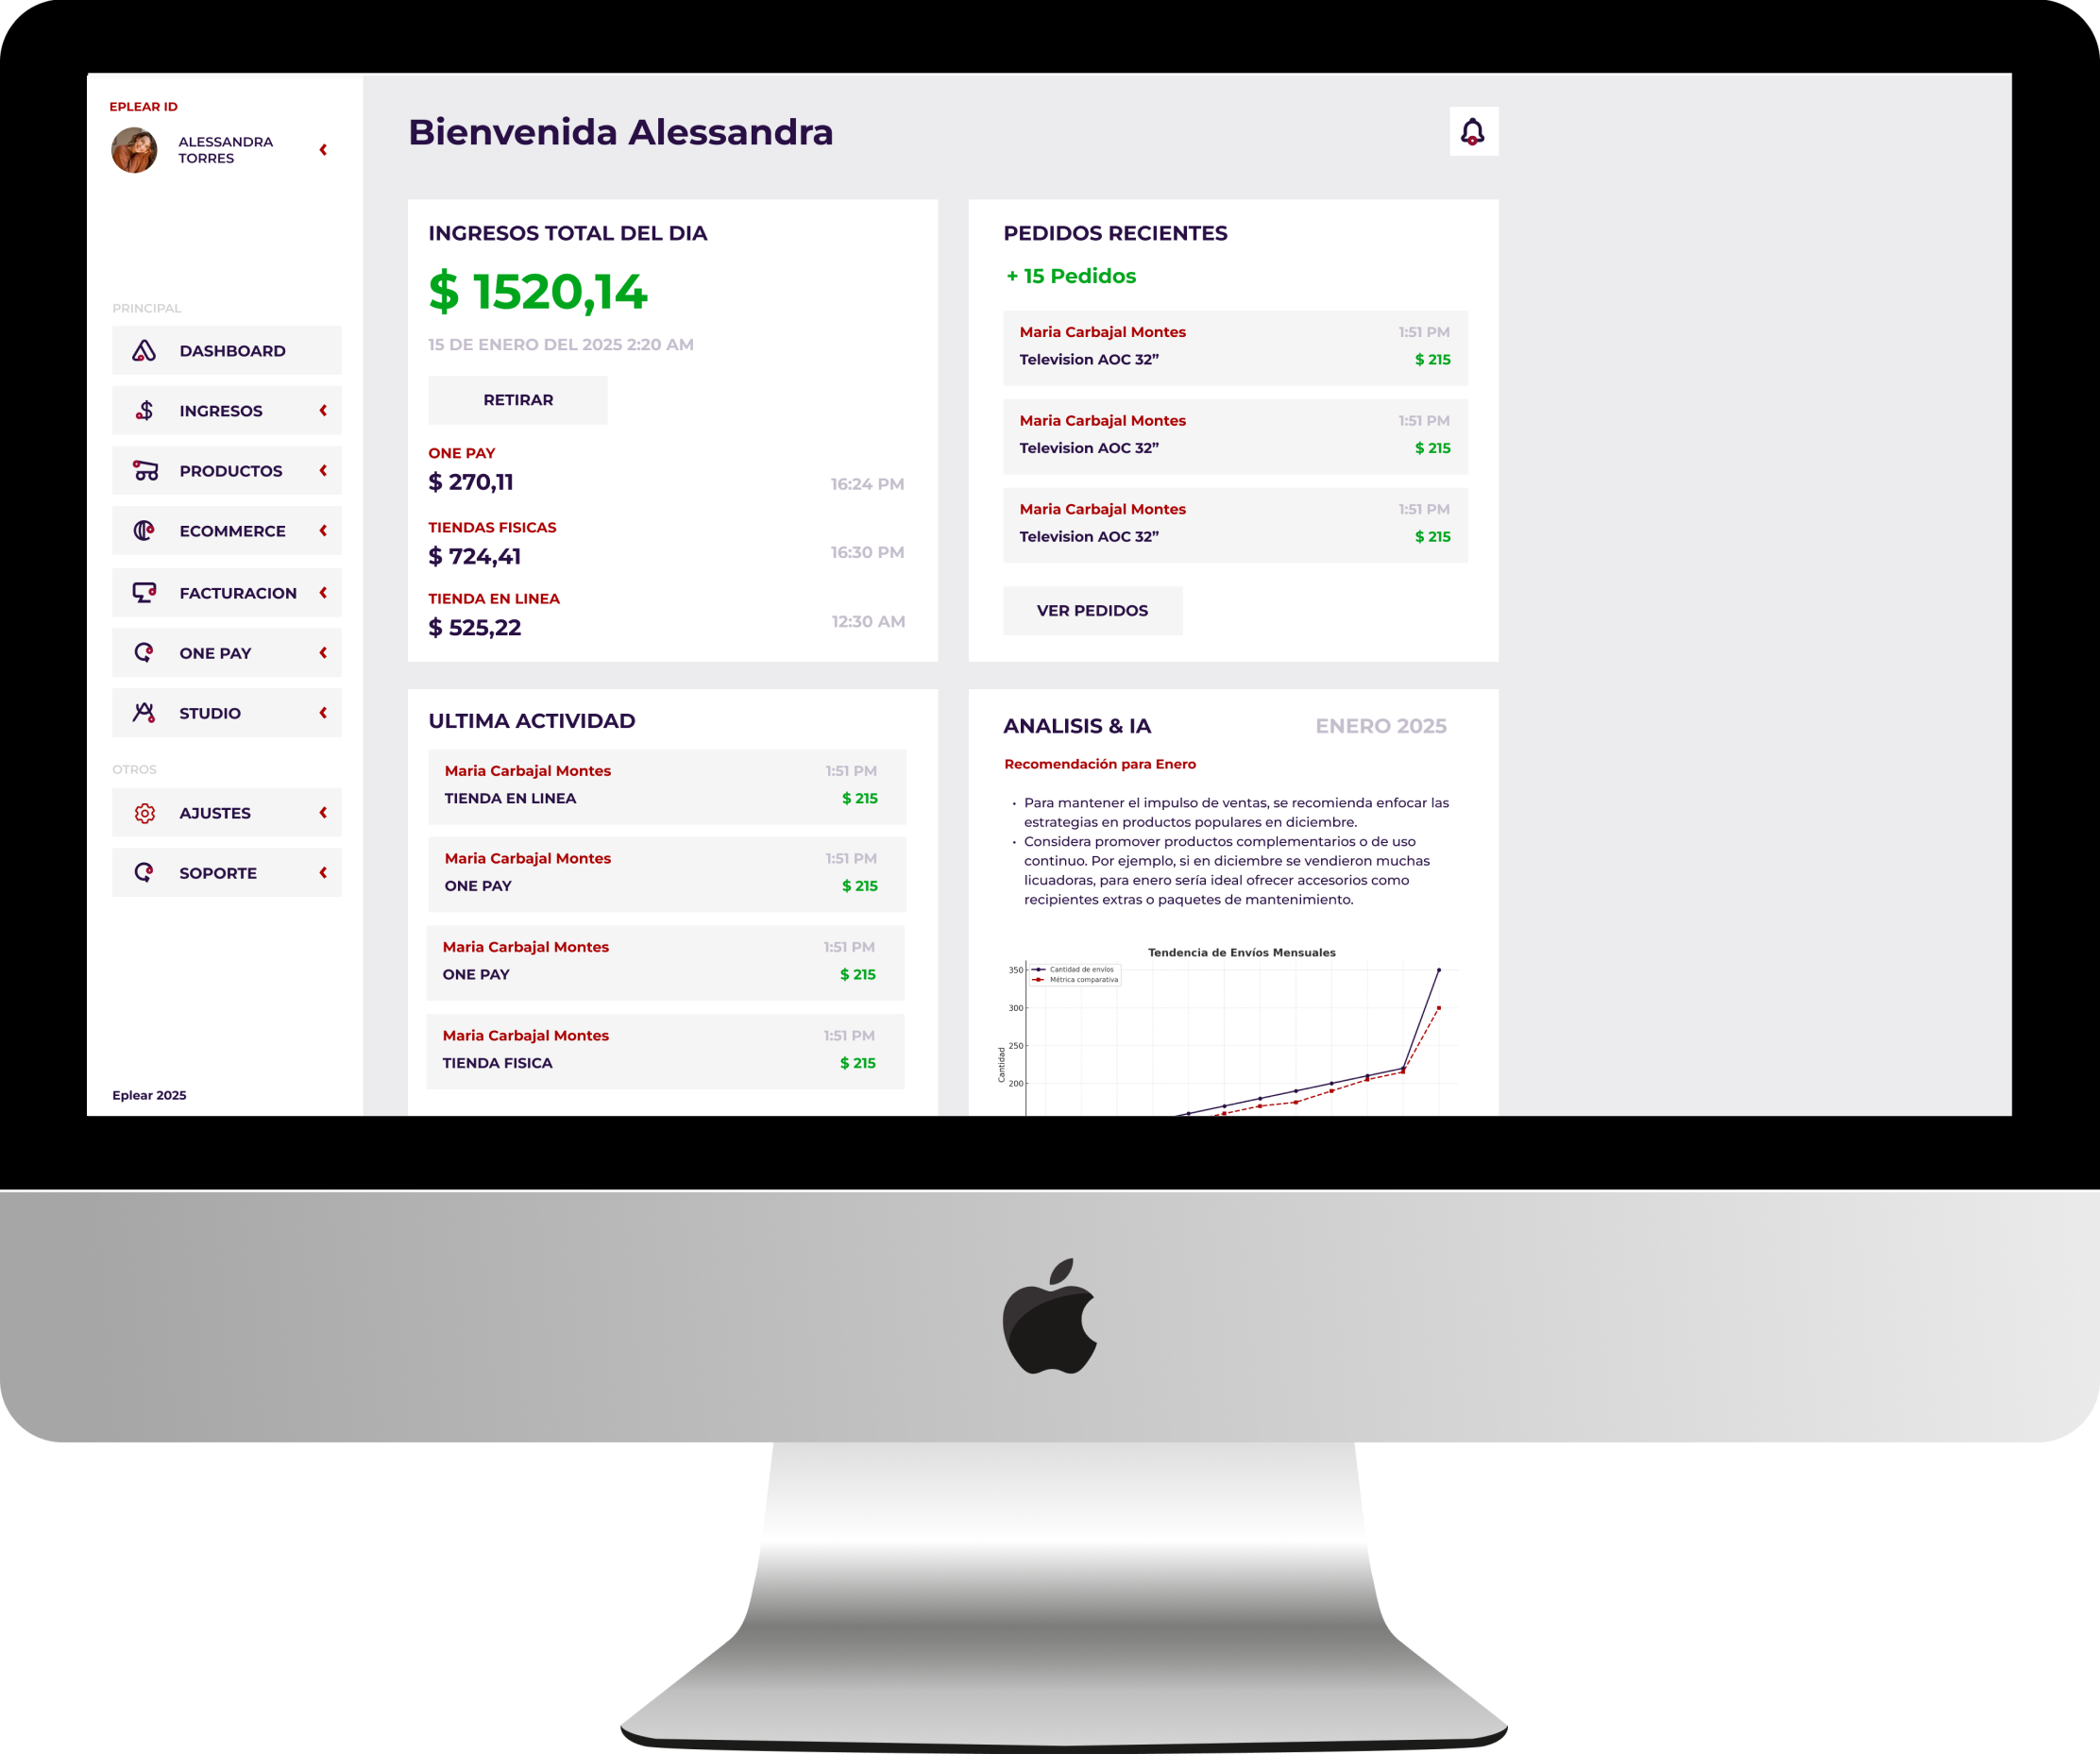 EPLEAR ID
ALESSANDRA
TORRES
PRINCIPAL
DASHBOARD
INGRESOS
PRODUCTOS
ECOMMERCE
FACTURACION
ONE PAY
STUDIO
OTROS
AJUSTES
SOPORTE
Eplear 2025
Bienvenida Alessandra
INGRESOS TOTAL DEL DIA
$ 1520,14
15 DE ENERO DEL 2025 2:20 AM
RETIRAR
ONE PAY
$ 270,11 16:24 PM
TIENDAS FISICAS
$ 724,41 16:30 PM
TIENDA EN LINEA
$ 525,22 12:30 AM
PEDIDOS RECIENTES
+ 15 Pedidos
Maria Carbajal Montes 1:51 PM
Television AOC 32” $ 215
Maria Carbajal Montes 1:51 PM
Television AOC 32” $ 215
Maria Carbajal Montes 1:51 PM
Television AOC 32” $ 215
VER PEDIDOS
ULTIMA ACTIVIDAD
Maria Carbajal Montes 1:51 PM
TIENDA EN LINEA $ 215
Maria Carbajal Montes 1:51 PM
ONE PAY $ 215
Maria Carbajal Montes 1:51 PM
ONE PAY $ 215
Maria Carbajal Montes 1:51 PM
TIENDA FISICA $ 215
ANALISIS & IA ENERO 2025
Recomendación para Enero
• Para mantener el impulso de ventas, se recomienda enfocar las
estrategias en productos populares en diciembre.
• Considera promover productos complementarios o de uso
continuo. Por ejemplo, si en diciembre se vendieron muchas
licuadoras, para enero sería ideal ofrecer accesorios como
recipientes extras o paquetes de mantenimiento.
Tendencia de Envíos Mensuales
Cantidad de envíos
Métrica comparativa
350
300
250
200
Cantidad